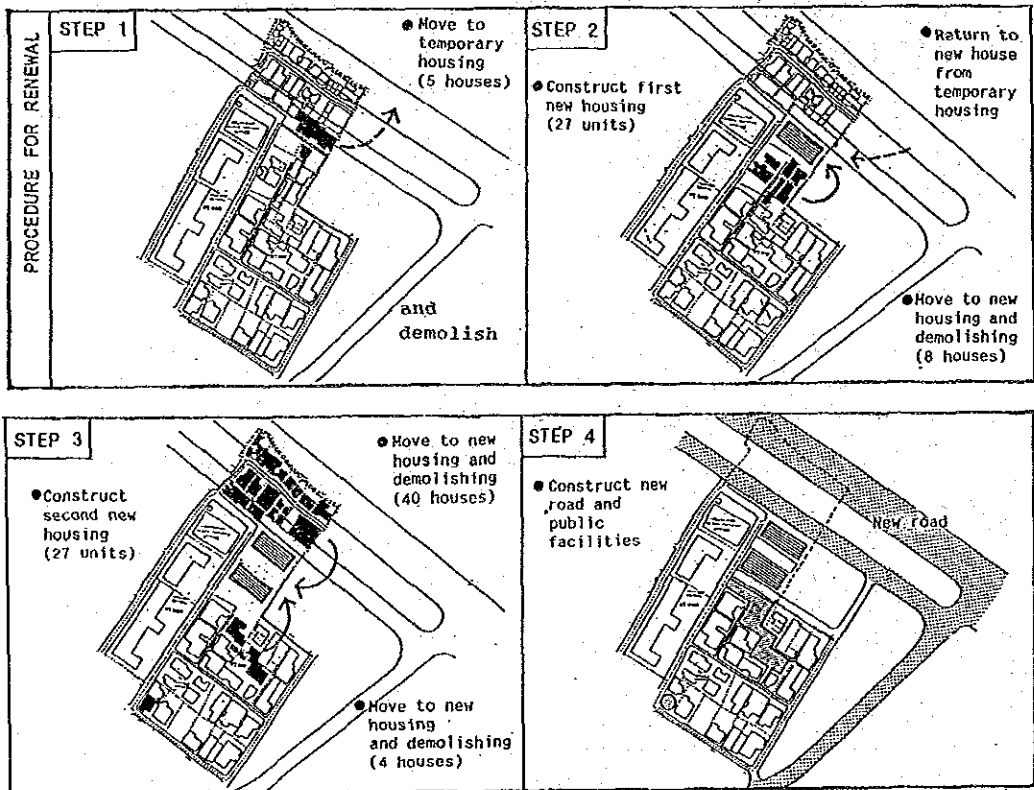 PROCEDURE FOR RENEWAL
STEP 1
● Move to
temporary
housing
(5 houses)
and
demolish
STEP 2
● Construct first
new housing
(27 units)
● Return to
new house
from
temporary
housing
● Move to new
housing and
demolishing
(8 houses)
STEP 3
● Construct
second new
housing
(27 units)
● Move to new
housing and
demolishing
(40 houses)
● Move to new
housing
and demolishing
(4 houses)
STEP 4
● Construct new
road and
public
facilities
New road